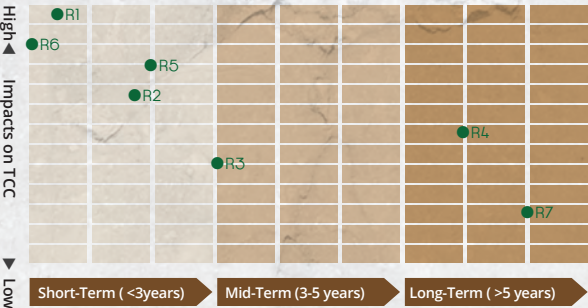 High ▲
Impacts on TCC
▼ Low
R1
R6
R5
R2
R4
R3
R7
Short-Term ( <3years)
Mid-Term (3-5 years)
Long-Term ( >5 years)